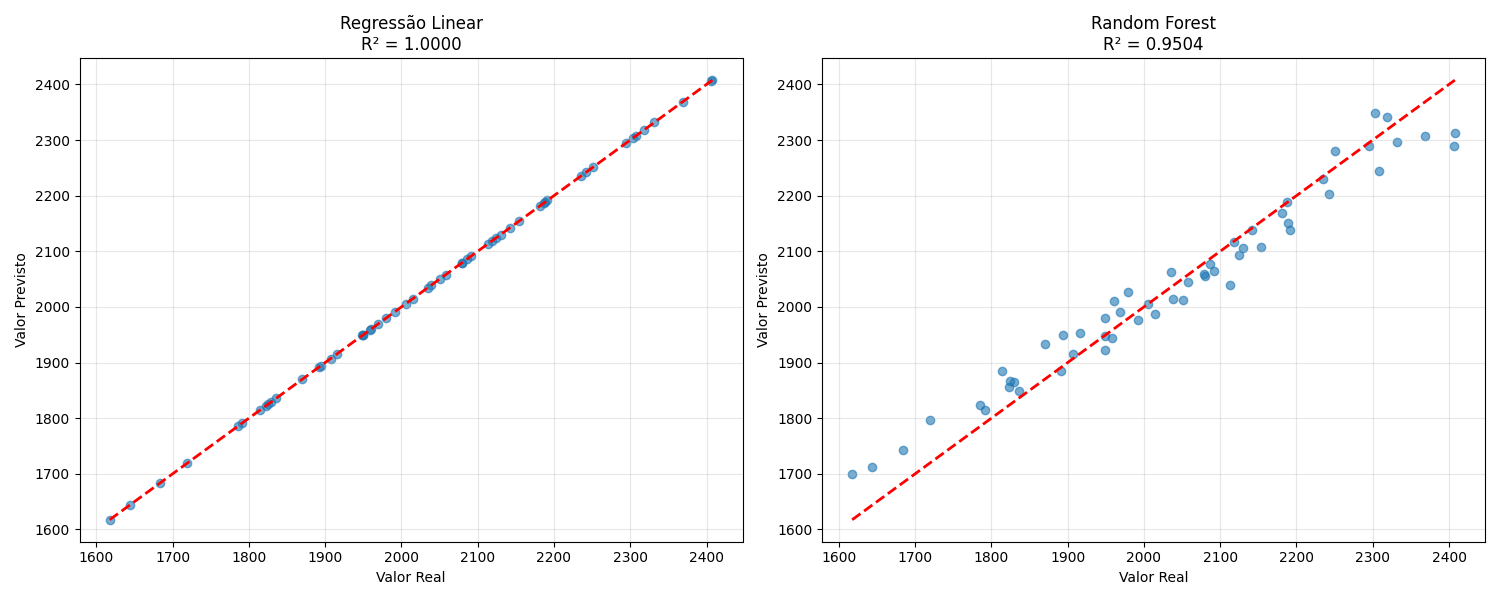 Regressão Linear
R² = 1.0000
Valor Previsto
2400
2300
2200
2100
2000
1900
1800
1700
1600
1600 1700 1800 1900 2000 2100 2200 2300 2400
Valor Real
Random Forest
R² = 0.9504
Valor Previsto
2400
2300
2200
2100
2000
1900
1800
1700
1600
1600 1700 1800 1900 2000 2100 2200 2300 2400
Valor Real